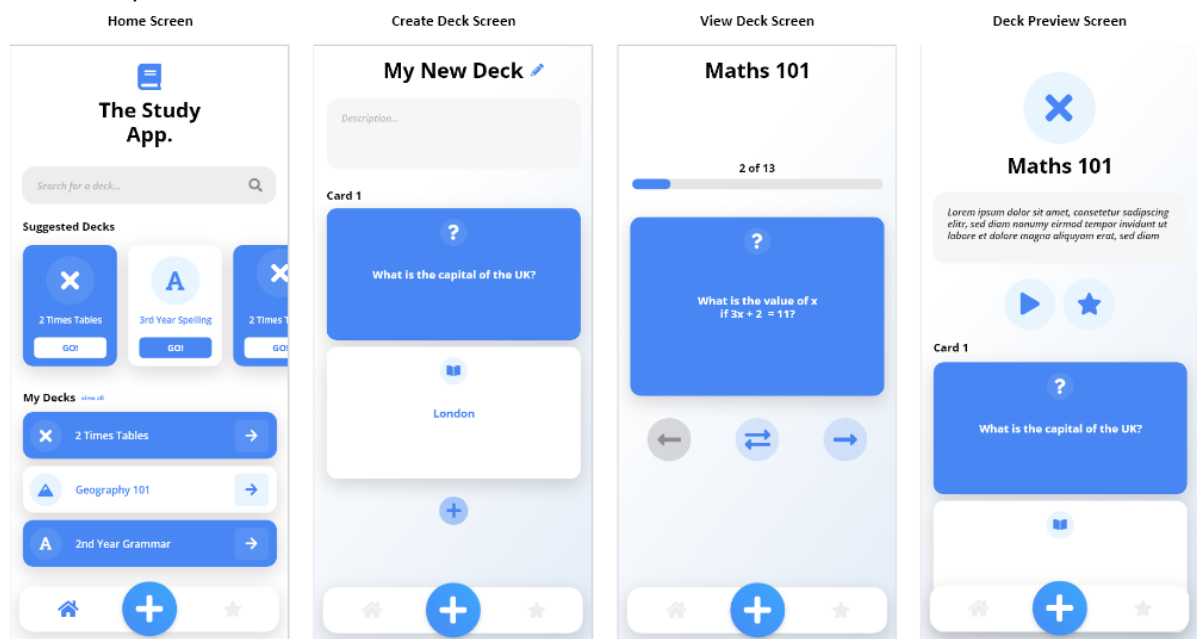 Home Screen
The Study
App.
Search for a deck...
Suggested Decks
2 Times Tables
GO!
3rd Year Spelling
GO!
2 Times T
GO!
My Decks view all
2 Times Tables
Geography 101
2nd Year Grammar
Create Deck Screen
My New Deck
Description...
Card 1
?
What is the capital of the UK?
London
View Deck Screen
Maths 101
2 of 13
?
What is the value of x
if 3x + 2 = 11?
Deck Preview Screen
Maths 101
Lorem ipsum dolor sit amet, consetetur sadipscing
elitr, sed diam nonumy eirmod tempor invidunt ut
labore et dolore magna aliquyam erat, sed diam
Card 1
?
What is the capital of the UK?